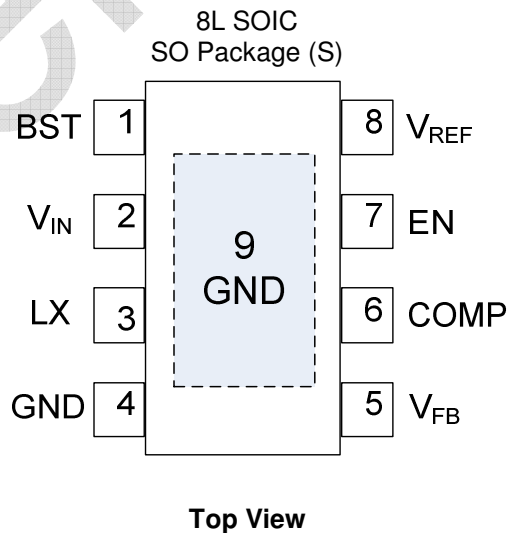 8L SOIC
SO Package (S)
BST 1 8 VREF
VIN 2 7 EN
9
GND
LX 3 6 COMP
GND 4 5 VFB
Top View